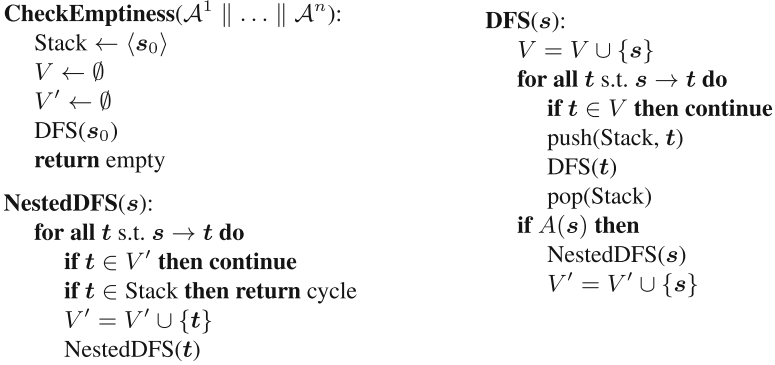 CheckEmptiness(𝒜¹ ∥ … ∥ 𝒜ⁿ):
Stack ← ⟨s₀⟩
V ← ∅
V′ ← ∅
DFS(s₀)
return empty
NestedDFS(s):
for all t s.t. s → t do
if t ∈ V′ then continue
if t ∈ Stack then return cycle
V′ = V′ ∪ {t}
NestedDFS(t)
DFS(s):
V = V ∪ {s}
for all t s.t. s → t do
if t ∈ V then continue
push(Stack, t)
DFS(t)
pop(Stack)
if A(s) then
NestedDFS(s)
V′ = V′ ∪ {s}